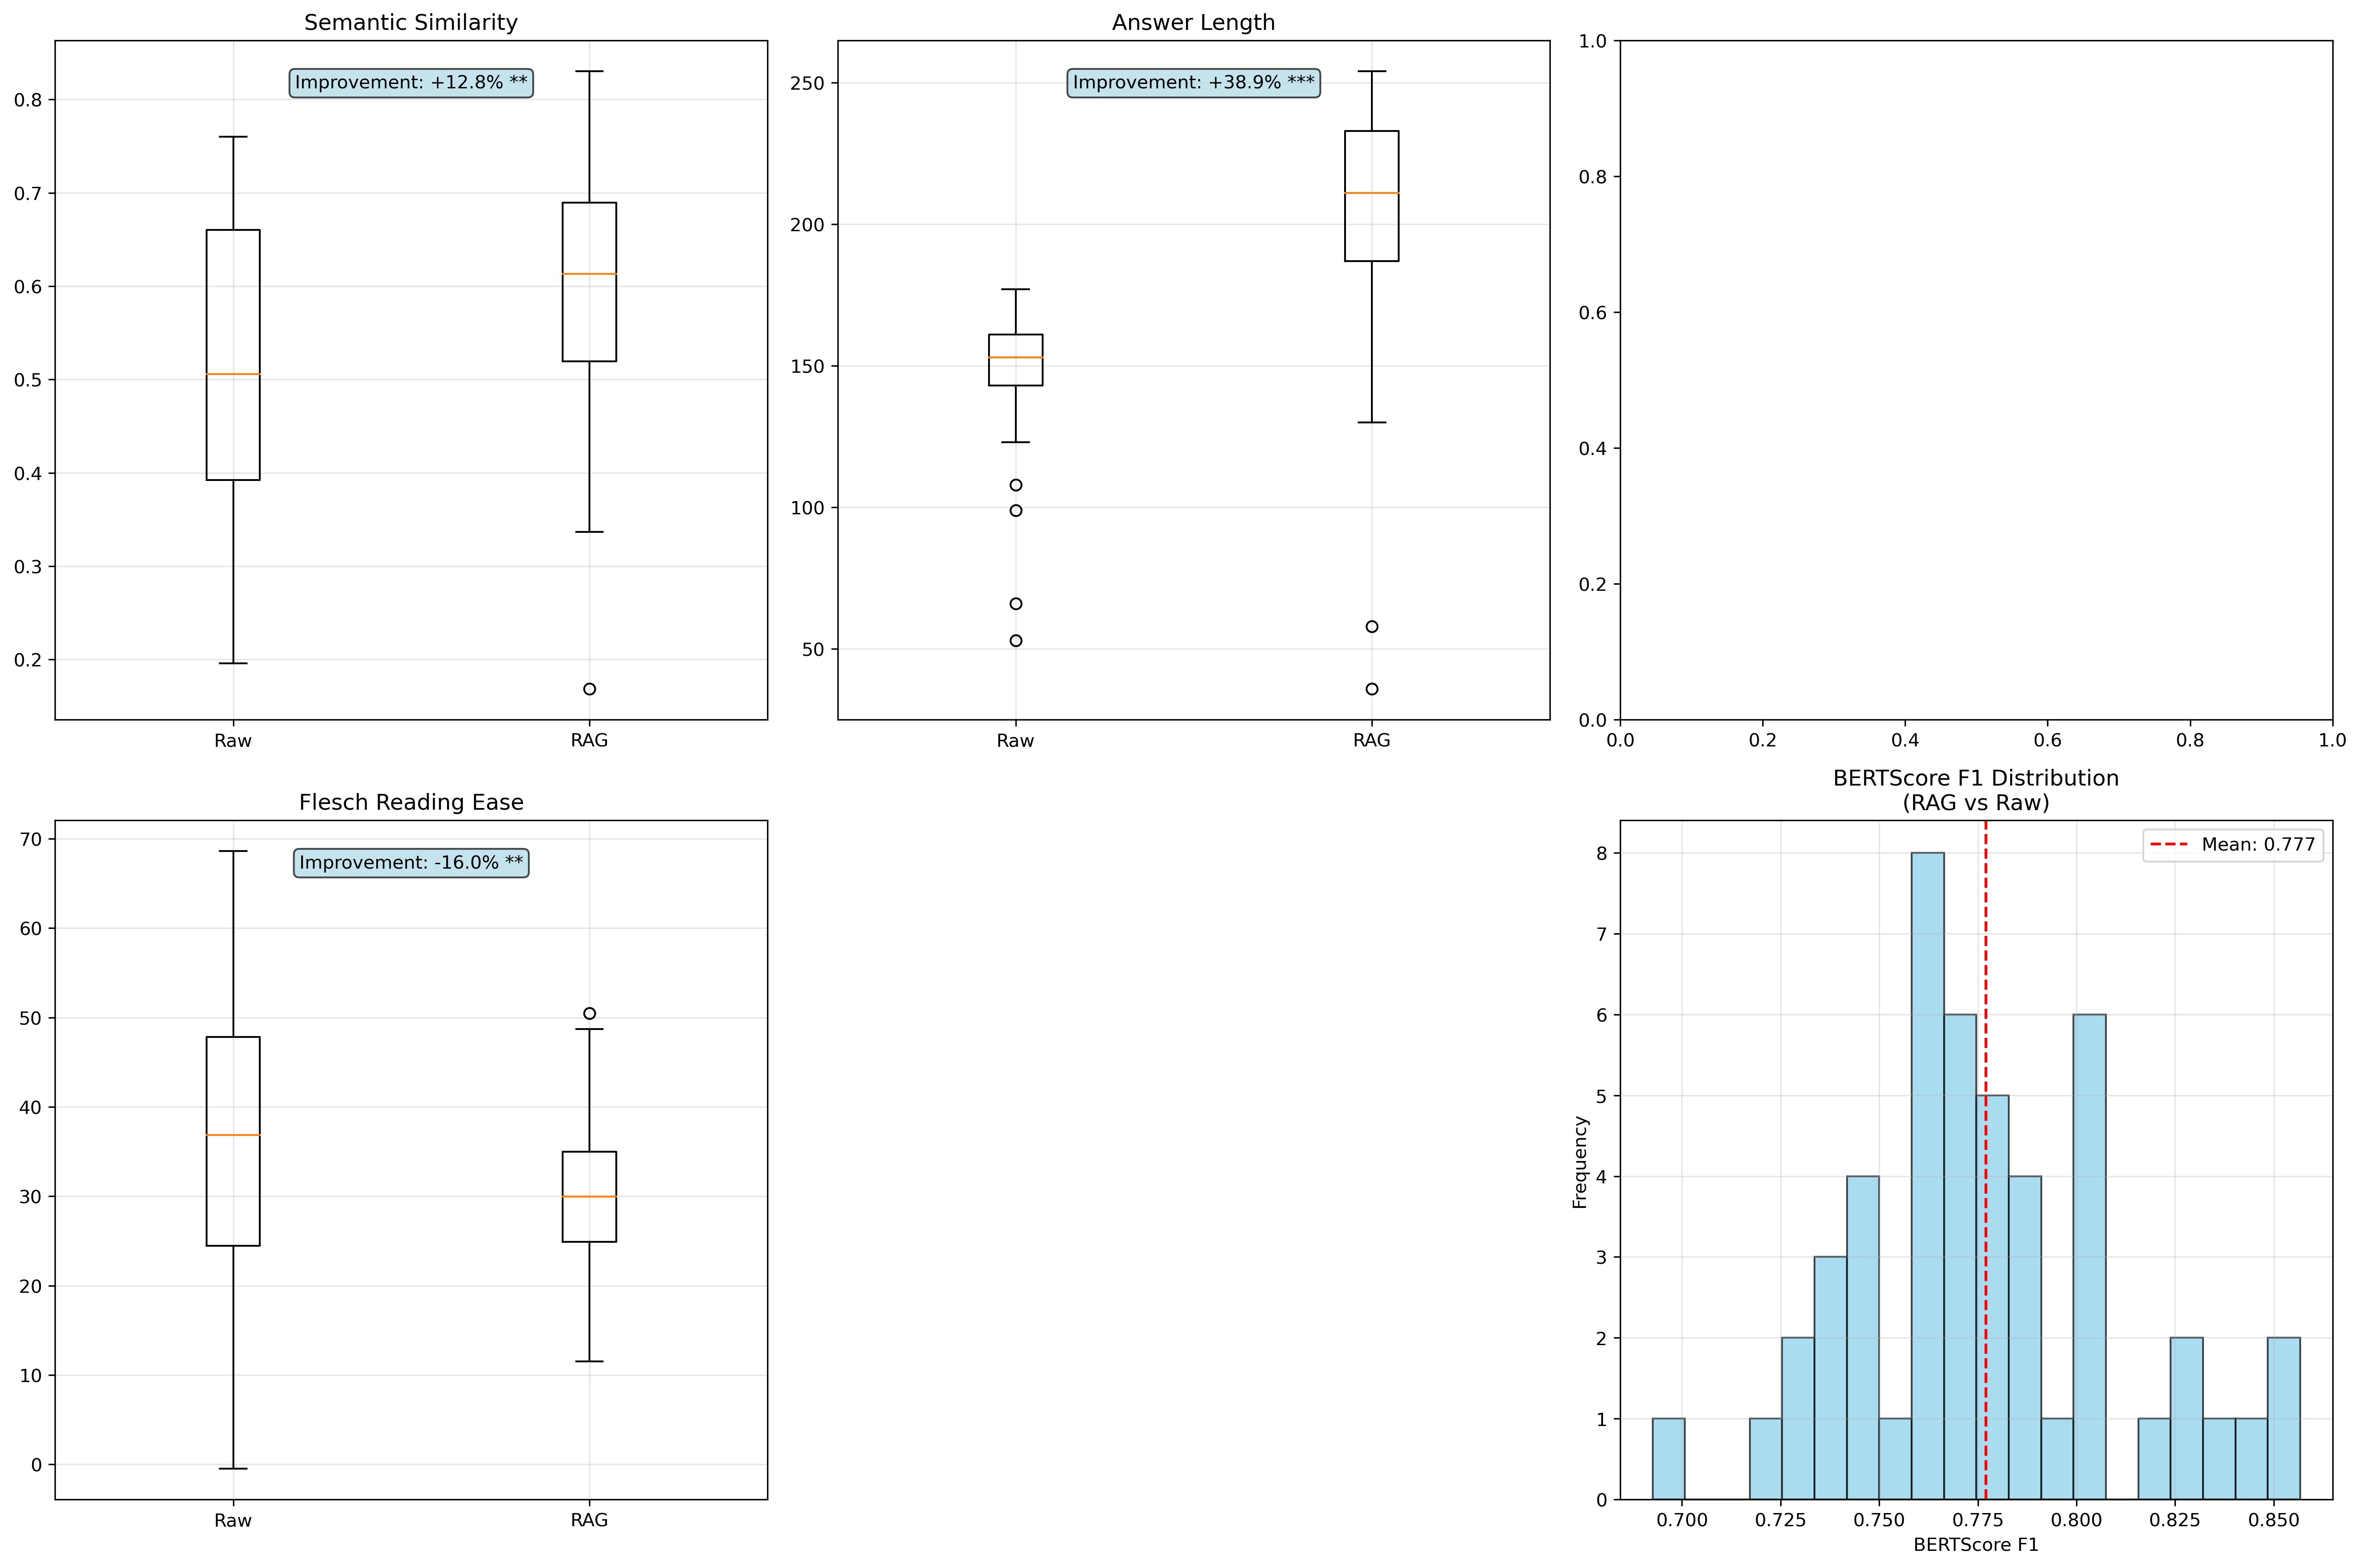 Semantic Similarity
Improvement: +12.8% **
0.8
0.7
0.6
0.5
0.4
0.3
0.2
Raw
RAG
Answer Length
Improvement: +38.9% ***
250
200
150
100
50
Raw
RAG
1.0
0.8
0.6
0.4
0.2
0.0
0.0
0.2
0.4
0.6
0.8
1.0
Flesch Reading Ease
Improvement: -16.0% **
70
60
50
40
30
20
10
0
Raw
RAG
BERTScore F1 Distribution
(RAG vs Raw)
Mean: 0.777
Frequency
8
7
6
5
4
3
2
1
0
0.700
0.725
0.750
0.775
0.800
0.825
0.850
BERTScore F1